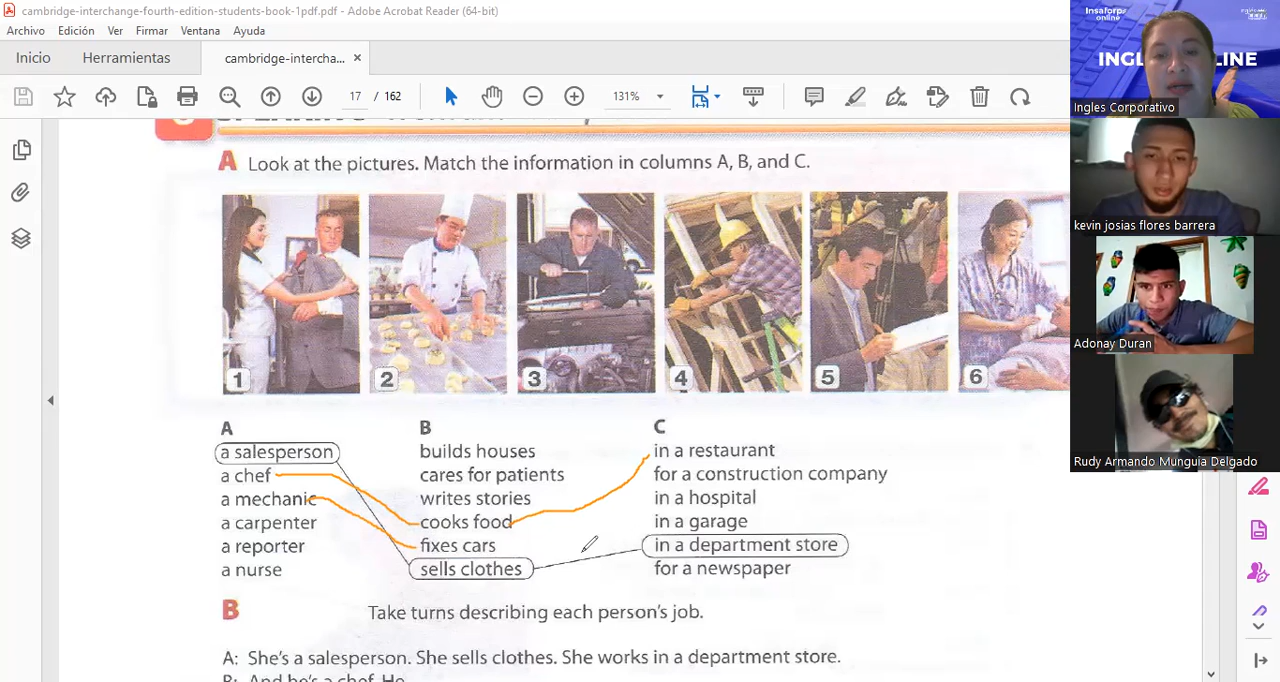 cambridge-interchange-fourth-edition-students-book-1pdf.pdf - Adobe Acrobat Reader (64-bit)
Archivo Edición Ver Firmar Ventana Ayuda
Inicio Herramientas cambridge-intercha... ×
17 / 162 131%
A Look at the pictures. Match the information in columns A, B, and C.
1 2 3 4 5 6
A B C
a salesperson builds houses in a restaurant
a chef cares for patients for a construction company
a mechanic writes stories in a hospital
a carpenter cooks food in a garage
a reporter fixes cars in a department store
a nurse sells clothes for a newspaper
B Take turns describing each person's job.
A: She's a salesperson. She sells clothes. She works in a department store.
B: And he's a chef. He
Insaforp
online
INGL LINE
Ingles Corporativo
kevin josias flores barrera
Adonay Duran
Rudy Armando Munguia Delgado